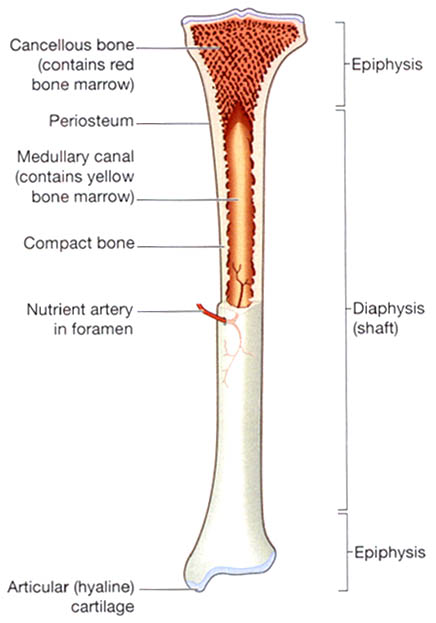 Cancellous bone
(contains red
bone marrow)
Epiphysis
Periosteum
Medullary canal
(contains yellow
bone marrow)
Compact bone
Nutrient artery
in foramen
Diaphysis
(shaft)
Epiphysis
Articular (hyaline)
cartilage